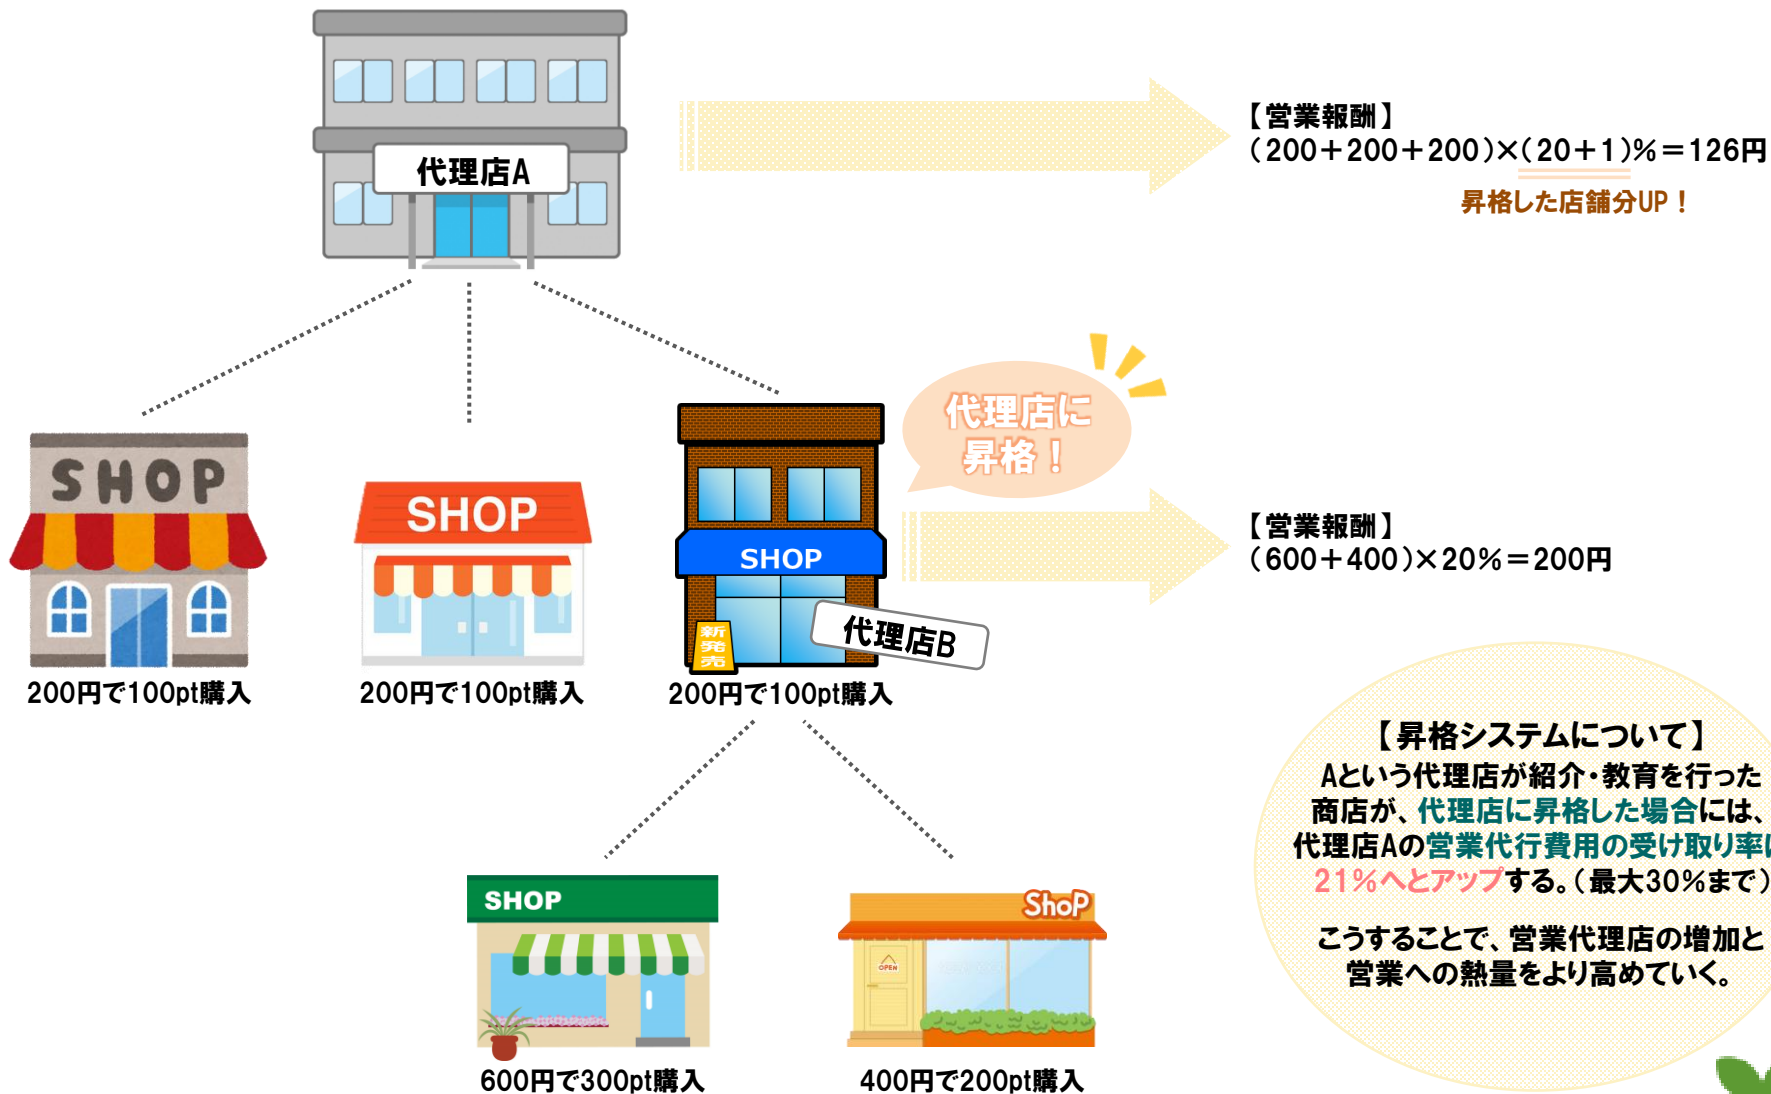 代理店A
【営業報酬】
（200＋200＋200）×（20＋1）％＝126円
昇格した店舗分UP！
代理店に
昇格！
SHOP
SHOP
SHOP
新発売
代理店B
200円で100pt購入
200円で100pt購入
200円で100pt購入
【営業報酬】
（600＋400）×20％＝200円
【昇格システムについて】
Aという代理店が紹介・教育を行った
商店が、代理店に昇格した場合には、
代理店Aの営業代行費用の受け取り率は
21％へとアップする。（最大30％まで）
こうすることで、営業代理店の増加と
営業への熱量をより高めていく。
SHOP
ShoP
OPEN
600円で300pt購入
400円で200pt購入